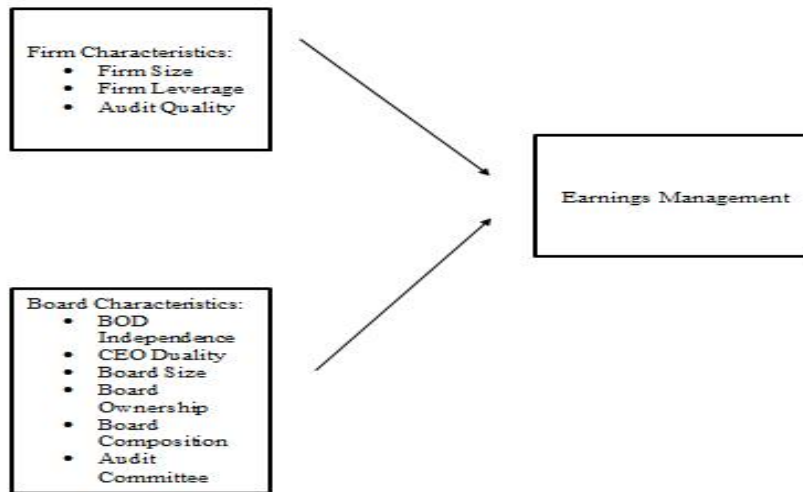 Firm Characteristics:
• Firm Size
• Firm Leverage
• Audit Quality
Earnings Management
Board Characteristics:
• BOD
Independence
• CEO Duality
• Board Size
• Board
Ownership
• Board
Composition
• Audit
Committee